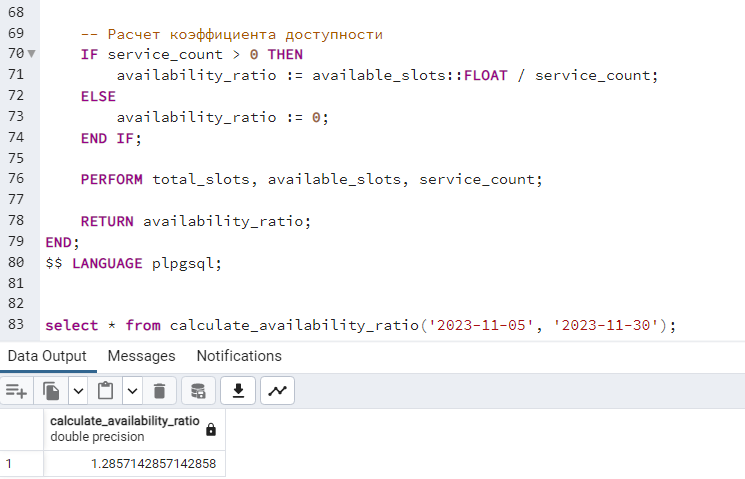 68
69 -- Расчет коэффициента доступности
70 IF service_count > 0 THEN
71 availability_ratio := available_slots::FLOAT / service_count;
72 ELSE
73 availability_ratio := 0;
74 END IF;
75
76 PERFORM total_slots, available_slots, service_count;
77
78 RETURN availability_ratio;
79 END;
80 $$ LANGUAGE plpgsql;
81
82
83 select * from calculate_availability_ratio('2023-11-05', '2023-11-30');
Data Output Messages Notifications
calculate_availability_ratio
double precision
1 1.2857142857142858